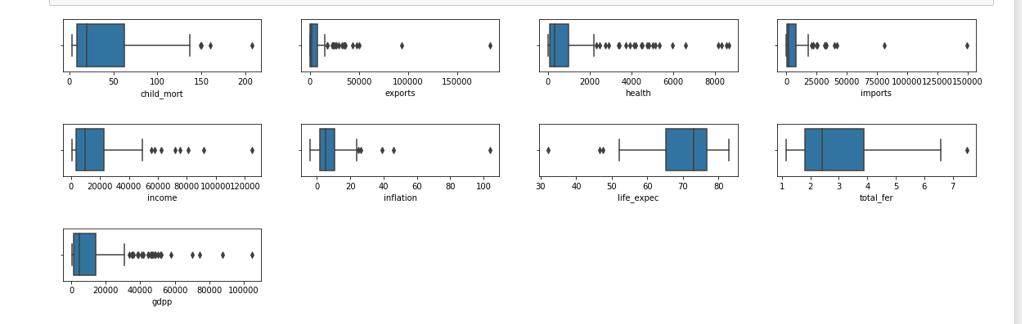 0 50 100 150 200
child_mort
0 50000 100000 150000
exports
0 2000 4000 6000 8000
health
0 25000 50000 75000 100000 125000 150000
imports
0 20000 40000 60000 80000 100000 120000
income
0 20 40 60 80 100
inflation
30 40 50 60 70 80
life_expec
1 2 3 4 5 6 7
total_fer
0 20000 40000 60000 80000 100000
gdpp